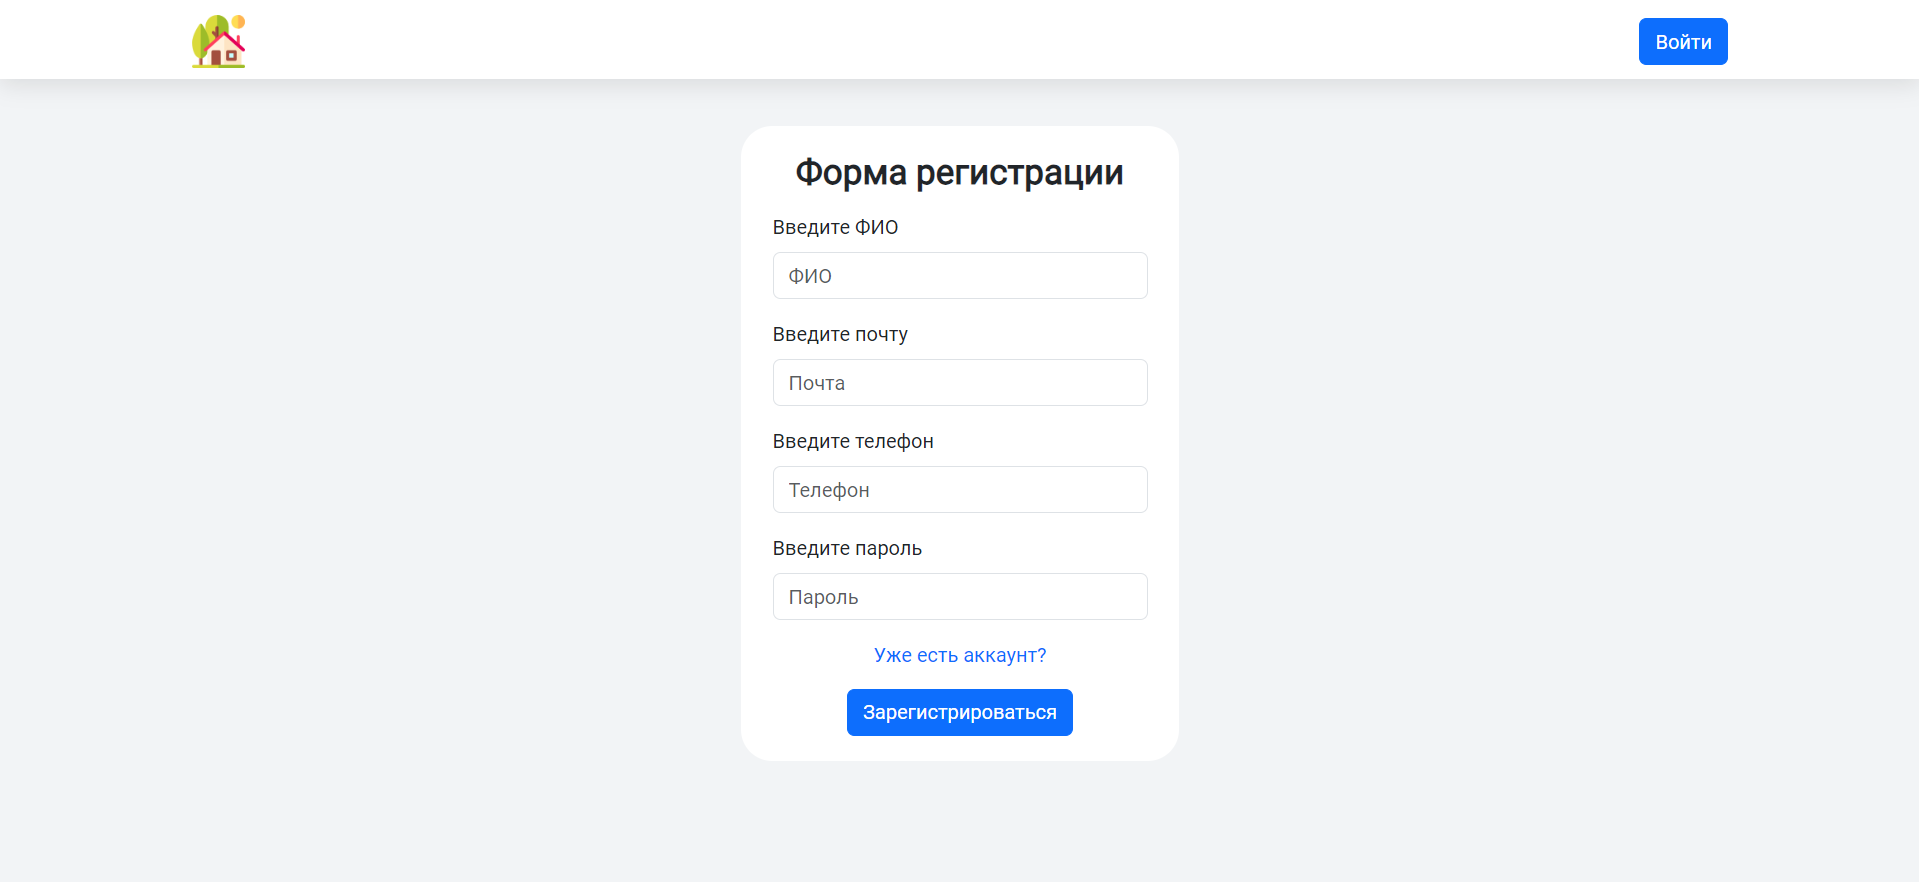 Войти
Форма регистрации
Введите ФИО
ФИО
Введите почту
Почта
Введите телефон
Телефон
Введите пароль
Пароль
Уже есть аккаунт?
Зарегистрироваться